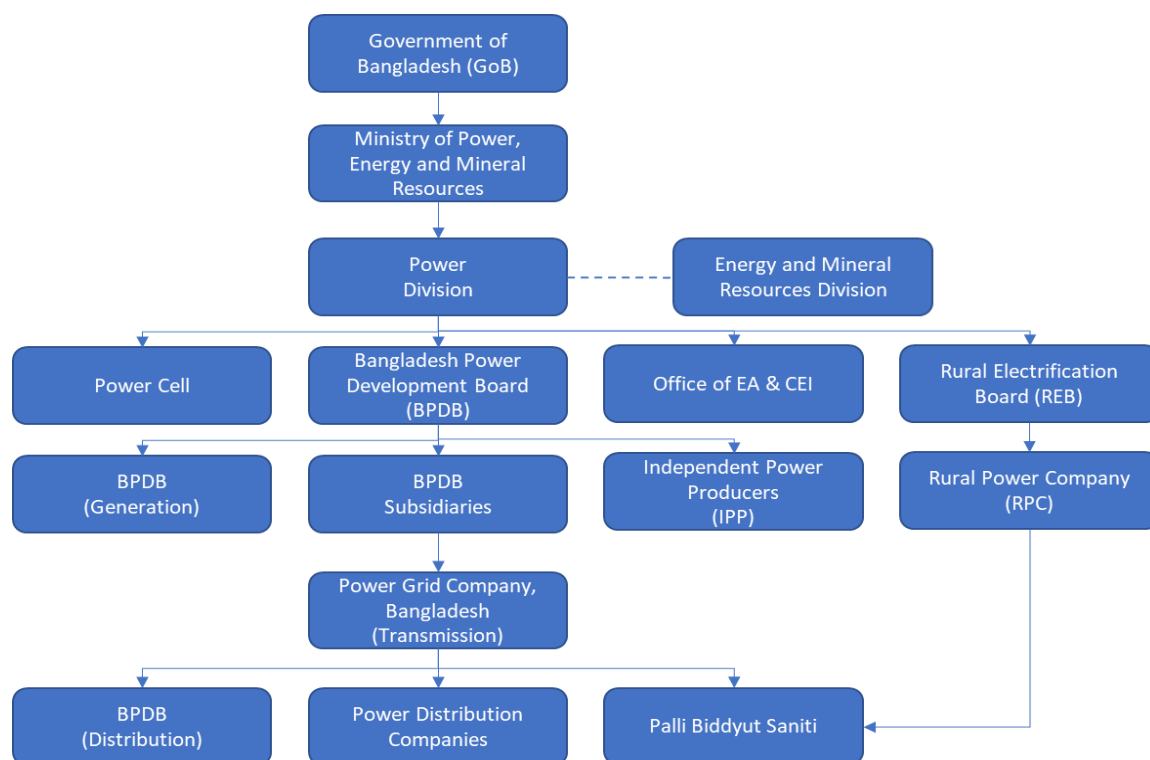 Government of
Bangladesh (GoB)
Ministry of Power,
Energy and Mineral
Resources
Power
Division
Energy and Mineral
Resources Division
Power Cell
Bangladesh Power
Development Board
(BPDB)
Office of EA & CEI
Rural Electrification
Board (REB)
BPDB
(Generation)
BPDB
Subsidiaries
Independent Power
Producers
(IPP)
Rural Power Company
(RPC)
Power Grid Company,
Bangladesh
(Transmission)
BPDB
(Distribution)
Power Distribution
Companies
Palli Biddyut Saniti